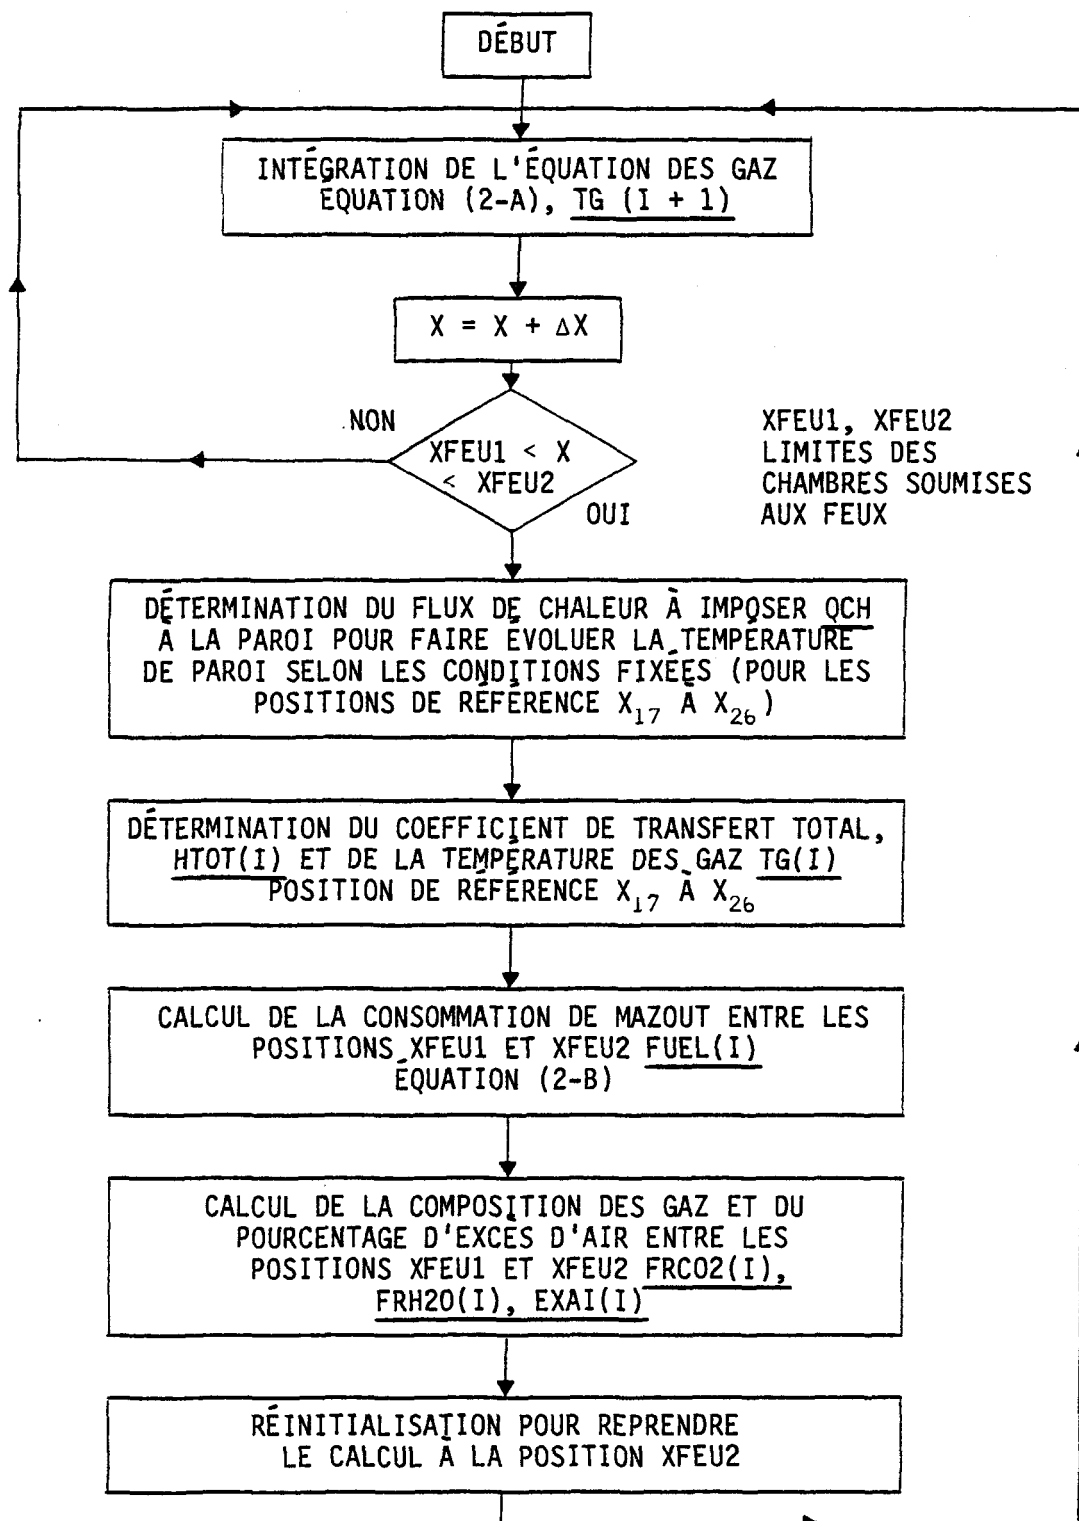 DÉBUT
INTÉGRATION DE L'ÉQUATION DES GAZ
ÉQUATION (2-A), TG (I + 1)
X = X + ΔX
NON
XFEU1 < X
< XFEU2
OUI
XFEU1, XFEU2
LIMITES DES
CHAMBRES SOUMISES
AUX FEUX
DÉTERMINATION DU FLUX DE CHALEUR À IMPOSER QCH
À LA PAROI POUR FAIRE ÉVOLUER LA TEMPÉRATURE
DE PAROI SELON LES CONDITIONS FIXÉES (POUR LES
POSITIONS DE RÉFÉRENCE X₁₇ À X₂₆)
DÉTERMINATION DU COEFFICIENT DE TRANSFERT TOTAL,
HTOT(I) ET DE LA TEMPÉRATURE DES GAZ TG(I)
POSITION DE RÉFÉRENCE X₁₇ À X₂₆
CALCUL DE LA CONSOMMATION DE MAZOUT ENTRE LES
POSITIONS XFEU1 ET XFEU2 FUEL(I)
ÉQUATION (2-B)
CALCUL DE LA COMPOSITION DES GAZ ET DU
POURCENTAGE D'EXCÈS D'AIR ENTRE LES
POSITIONS XFEU1 ET XFEU2 FRCO2(I),
FRH2O(I), EXAI(I)
RÉINITIALISATION POUR REPRENDRE
LE CALCUL À LA POSITION XFEU2